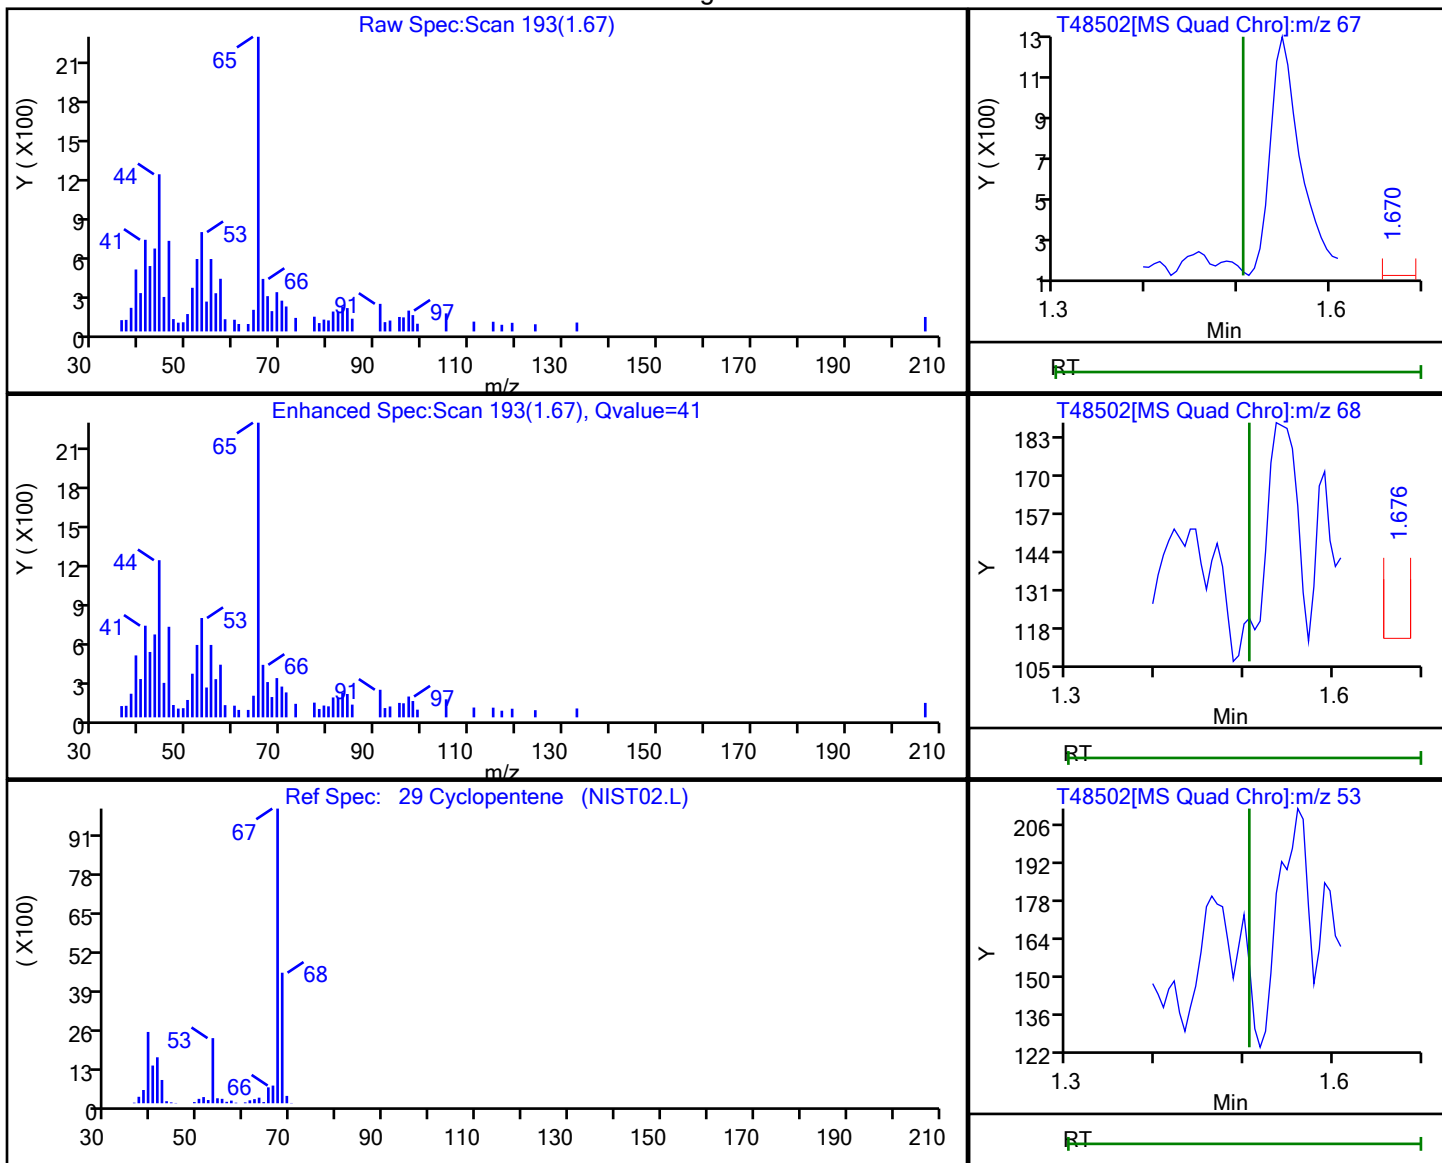 Raw Spec:Scan 193(1.67)
Y ( X100)
21
18
15
12
9
6
3
0
65
44
41
53
66
91
97
30 50 70 90 110 130 150 170 190 210
m/z
T48502[MS Quad Chro]:m/z 67
Y ( X100)
13
11
9
7
5
3
1
1.670
1.3 1.6
Min
RT
Enhanced Spec:Scan 193(1.67), Qvalue=41
Y ( X100)
21
18
15
12
9
6
3
0
65
44
41
53
66
91
97
30 50 70 90 110 130 150 170 190 210
m/z
T48502[MS Quad Chro]:m/z 68
Y
183
170
157
144
131
118
105
1.676
1.3 1.6
Min
RT
Ref Spec: 29 Cyclopentene (NIST02.L)
( X100)
91
78
65
52
39
26
13
0
67
68
53
66
30 50 70 90 110 130 150 170 190 210
T48502[MS Quad Chro]:m/z 53
Y
206
192
178
164
150
136
122
1.3 1.6
Min
RT